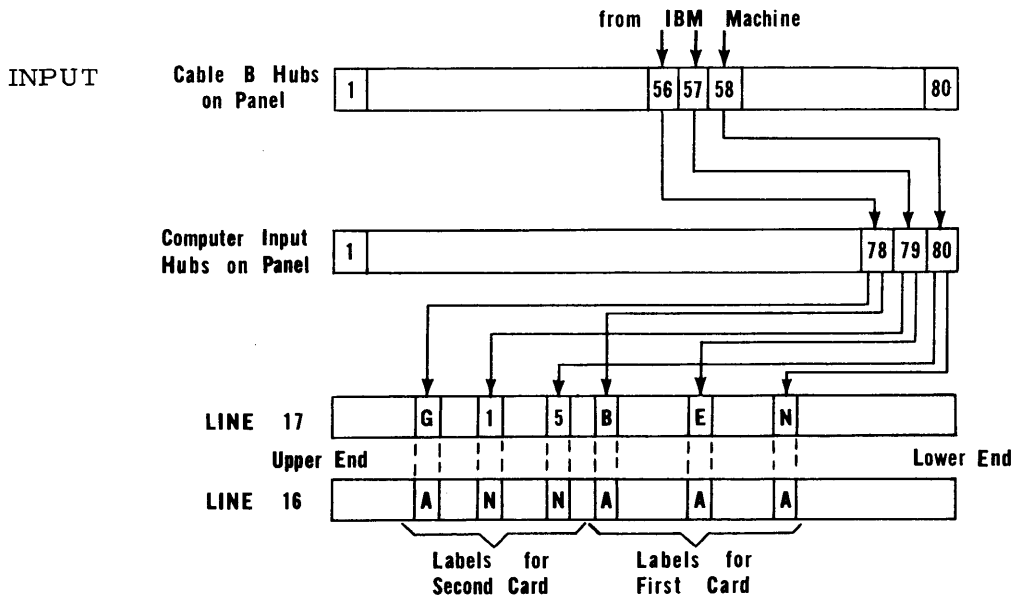 from IBM Machine
INPUT
Cable B Hubs
on Panel
1 56 57 58 80
Computer Input
Hubs on Panel
1 78 79 80
LINE 17 G 1 5 B E N
Upper End Lower End
LINE 16 A N N A A A
Labels for
Second Card
Labels for
First Card